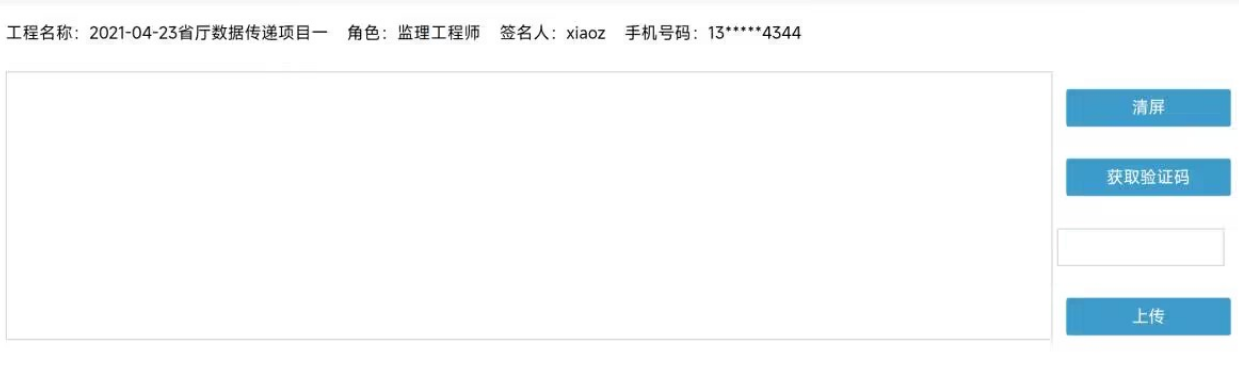 工程名称：2021-04-23省厅数据传递项目一 角色：监理工程师 签名人：xiaoz 手机号码：13*****4344
清屏
获取验证码
上传